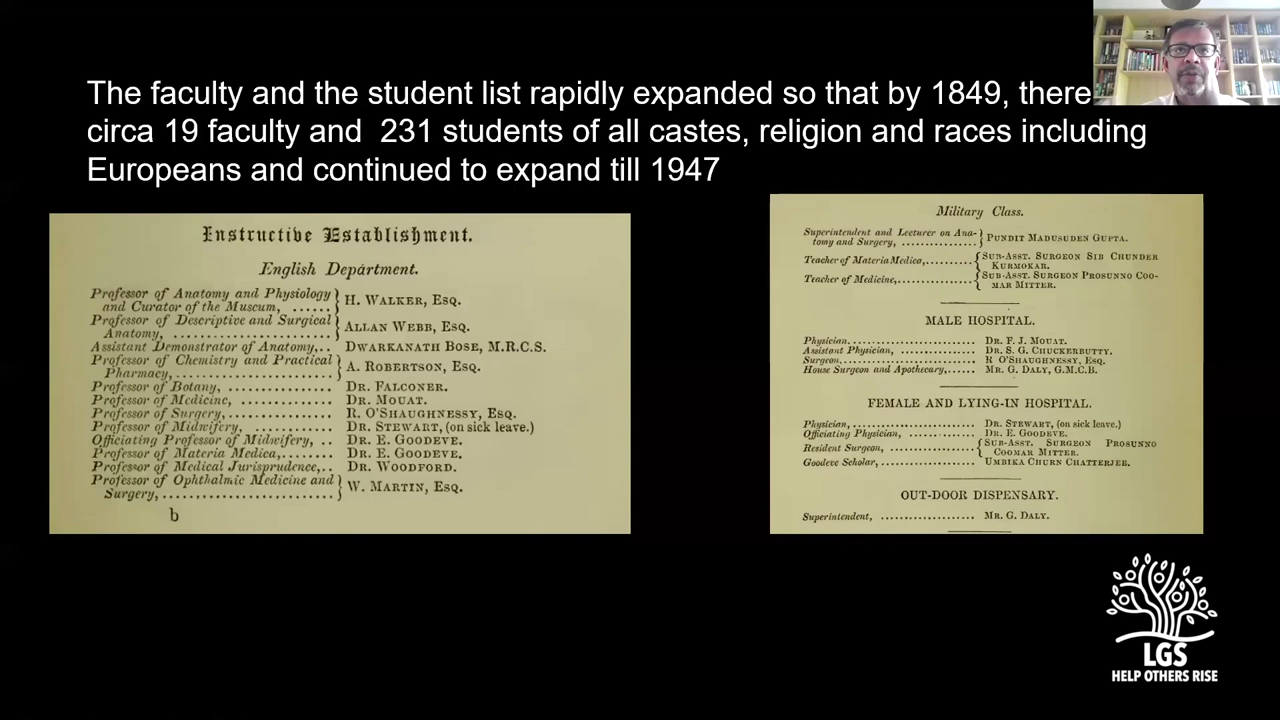 The faculty and the student list rapidly expanded so that by 1849, there
circa 19 faculty and 231 students of all castes, religion and races including
Europeans and continued to expand till 1947
Instructive Establishment.
English Department.
Professor of Anatomy and Physiology
and Curator of the Museum, ...... } H. WALKER, ESQ.
Professor of Descriptive and Surgical
Anatomy, ........................ } ALLAN WEBB, ESQ.
Assistant Demonstrator of Anatomy,.. DWARKANATH BOSE, M.R.C.S.
Professor of Chemistry and Practical
Pharmacy,........................ } A. ROBERTSON, ESQ.
Professor of Botany, ................ DR. FALCONER.
Professor of Medicine, ............... DR. MOUAT.
Professor of Surgery,................ R. O'SHAUGHNESSY, ESQ.
Professor of Midwifery, ............. DR. STEWART, (on sick leave.)
Officiating Professor of Midwifery, .. DR. E. GOODEVE.
Professor of Materia Medica,........ DR. E. GOODEVE.
Professor of Medical Jurisprudence,.. DR. WOODFORD.
Professor of Ophthalmic Medicine and
Surgery,........................... } W. MARTIN, ESQ.
b
Military Class.
Superintendent and Lecturer on Ana-
tomy and Surgery, ............... } PUNDIT MADUSUDEN GUPTA.
Teacher of Materia Medica,......... { SUB-ASST. SURGEON SIB CHUNDER
KURMOKAR.
Teacher of Medicine,............... { SUB-ASST. SURGEON PROSUNNO COO-
MAR MITTER.
MALE HOSPITAL.
Physician......................... DR. F. J. MOUAT.
Assistant Physician, ............... DR. S. G. CHUCKERBUTTY.
Surgeon........................... R O'SHAUGHNESSY, ESQ.
House Surgeon and Apothecary,...... MR. G. DALY, G.M.C.B.
FEMALE AND LYING-IN HOSPITAL.
Physician,......................... DR. STEWART, (on sick leave.)
Officiating Physician, .............. DR. E. GOODEVE.
Resident Surgeon, ................. { SUB-ASST. SURGEON PROSUNNO
COOMAR MITTER.
Goodeve Scholar,................... UMBIKA CHURN CHATTERJEE.
OUT-DOOR DISPENSARY.
Superintendent, .................... MR. G. DALY.
LGS
HELP OTHERS RISE